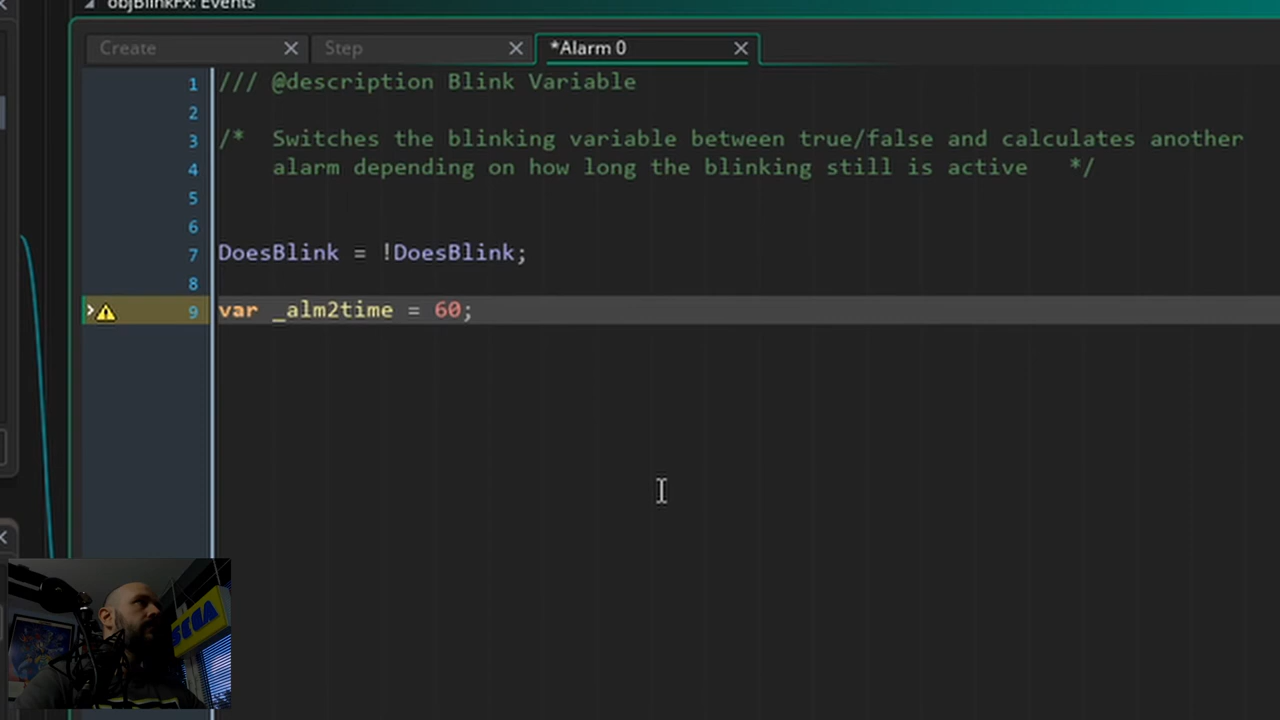 objBlinkFx: Events
Create
Step
*Alarm 0
1 /// @description Blink Variable
2
3 /* Switches the blinking variable between true/false and calculates another
4 alarm depending on how long the blinking still is active */
5
6
7 DoesBlink = !DoesBlink;
8
9 var _alm2time = 60;
SEGA